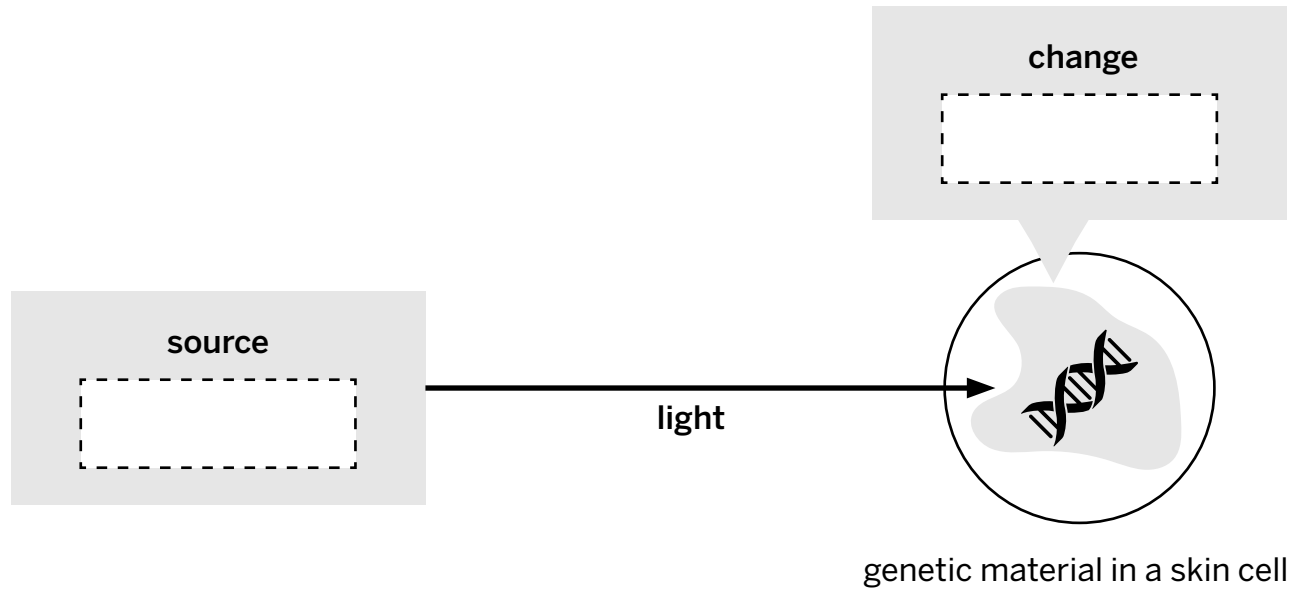 change
source
light
genetic material in a skin cell